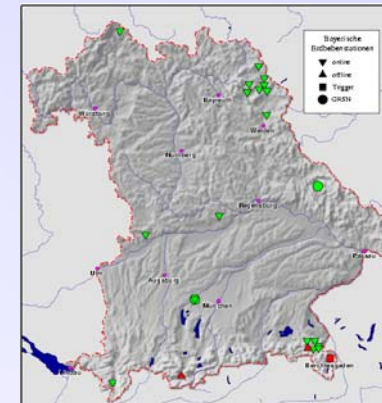 Bayerische
Erdbebenstationen
online
offline
Trigger
GRSN
Würzburg
Bayreuth
Weiden
Nürnberg
Regensburg
Passau
Ulm
Augsburg
München
Berchtesgaden